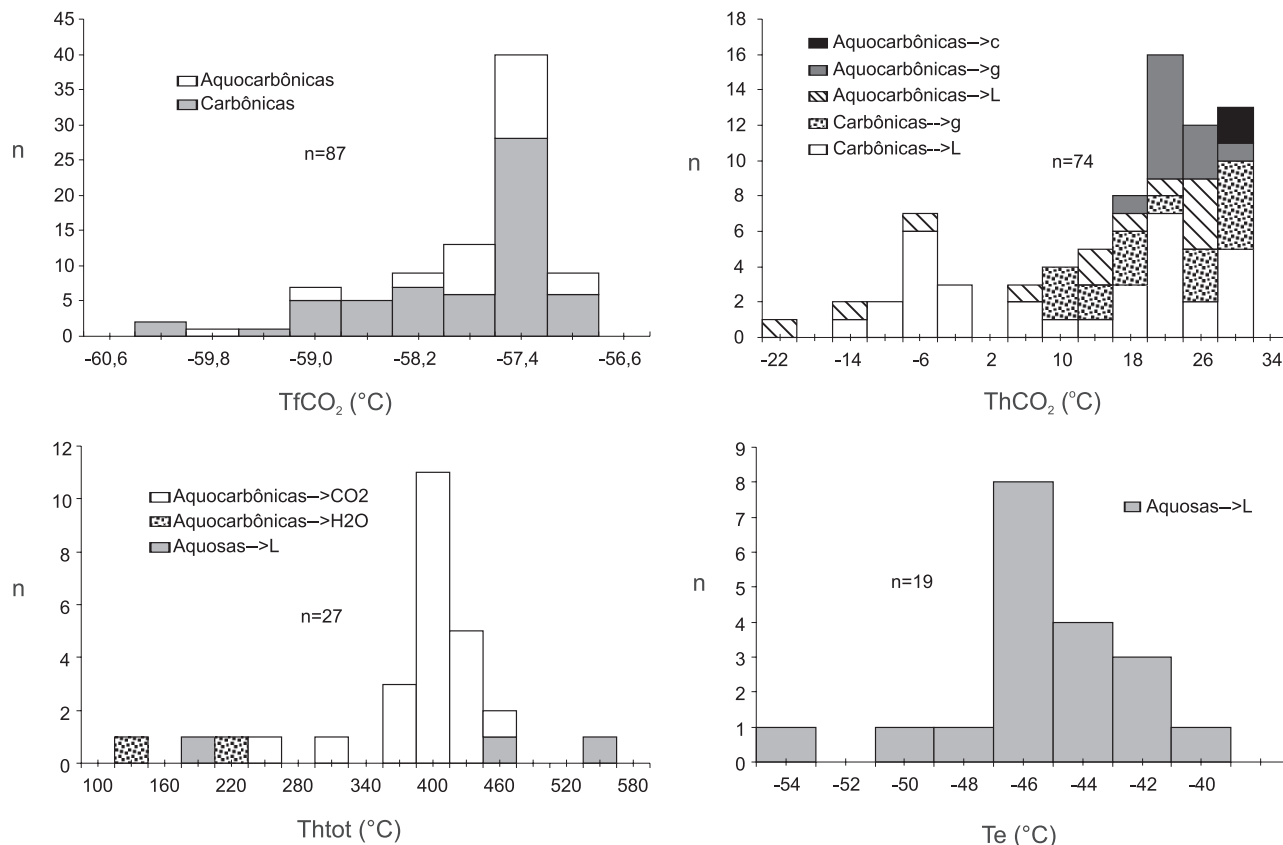 45
40
35
30
25
20
15
10
5
0
n
Aquocarbônicas
Carbônicas
n=87
-60,6 -59,8 -59,0 -58,2 -57,4 -56,6
TfCO₂ (°C)
18
16
14
12
10
8
6
4
2
0
n
Aquocarbônicas—>c
Aquocarbônicas—>g
Aquocarbônicas—>L
Carbônicas-->g
Carbônicas-->L
n=74
-22 -14 -6 2 10 18 26 34
ThCO₂ (°C)
12
10
8
6
4
2
0
n
Aquocarbônicas—>CO2
Aquocarbônicas—>H2O
Aquosas—>L
n=27
100 160 220 280 340 400 460 520 580
Thtot (°C)
9
8
7
6
5
4
3
2
1
0
n
Aquosas—>L
n=19
-54 -52 -50 -48 -46 -44 -42 -40
Te (°C)